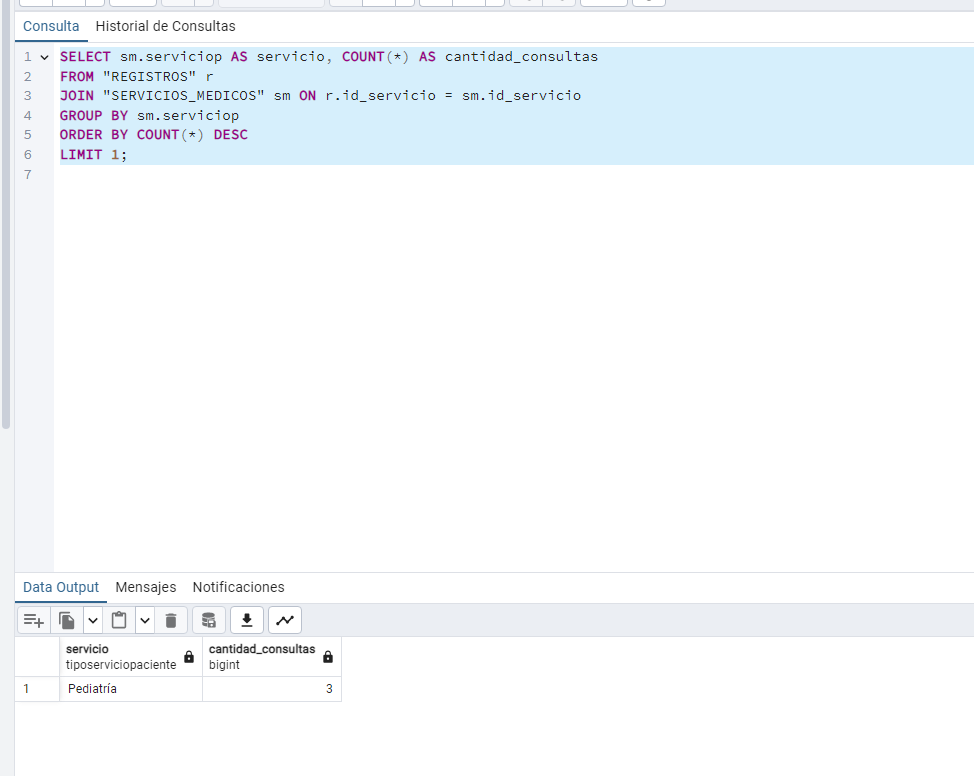 Consulta Historial de Consultas
1 SELECT sm.serviciop AS servicio, COUNT(*) AS cantidad_consultas
2 FROM "REGISTROS" r
3 JOIN "SERVICIOS_MEDICOS" sm ON r.id_servicio = sm.id_servicio
4 GROUP BY sm.serviciop
5 ORDER BY COUNT(*) DESC
6 LIMIT 1;
7
Data Output Mensajes Notificaciones
servicio cantidad_consultas
tiposerviciopaciente bigint
1 Pediatría 3